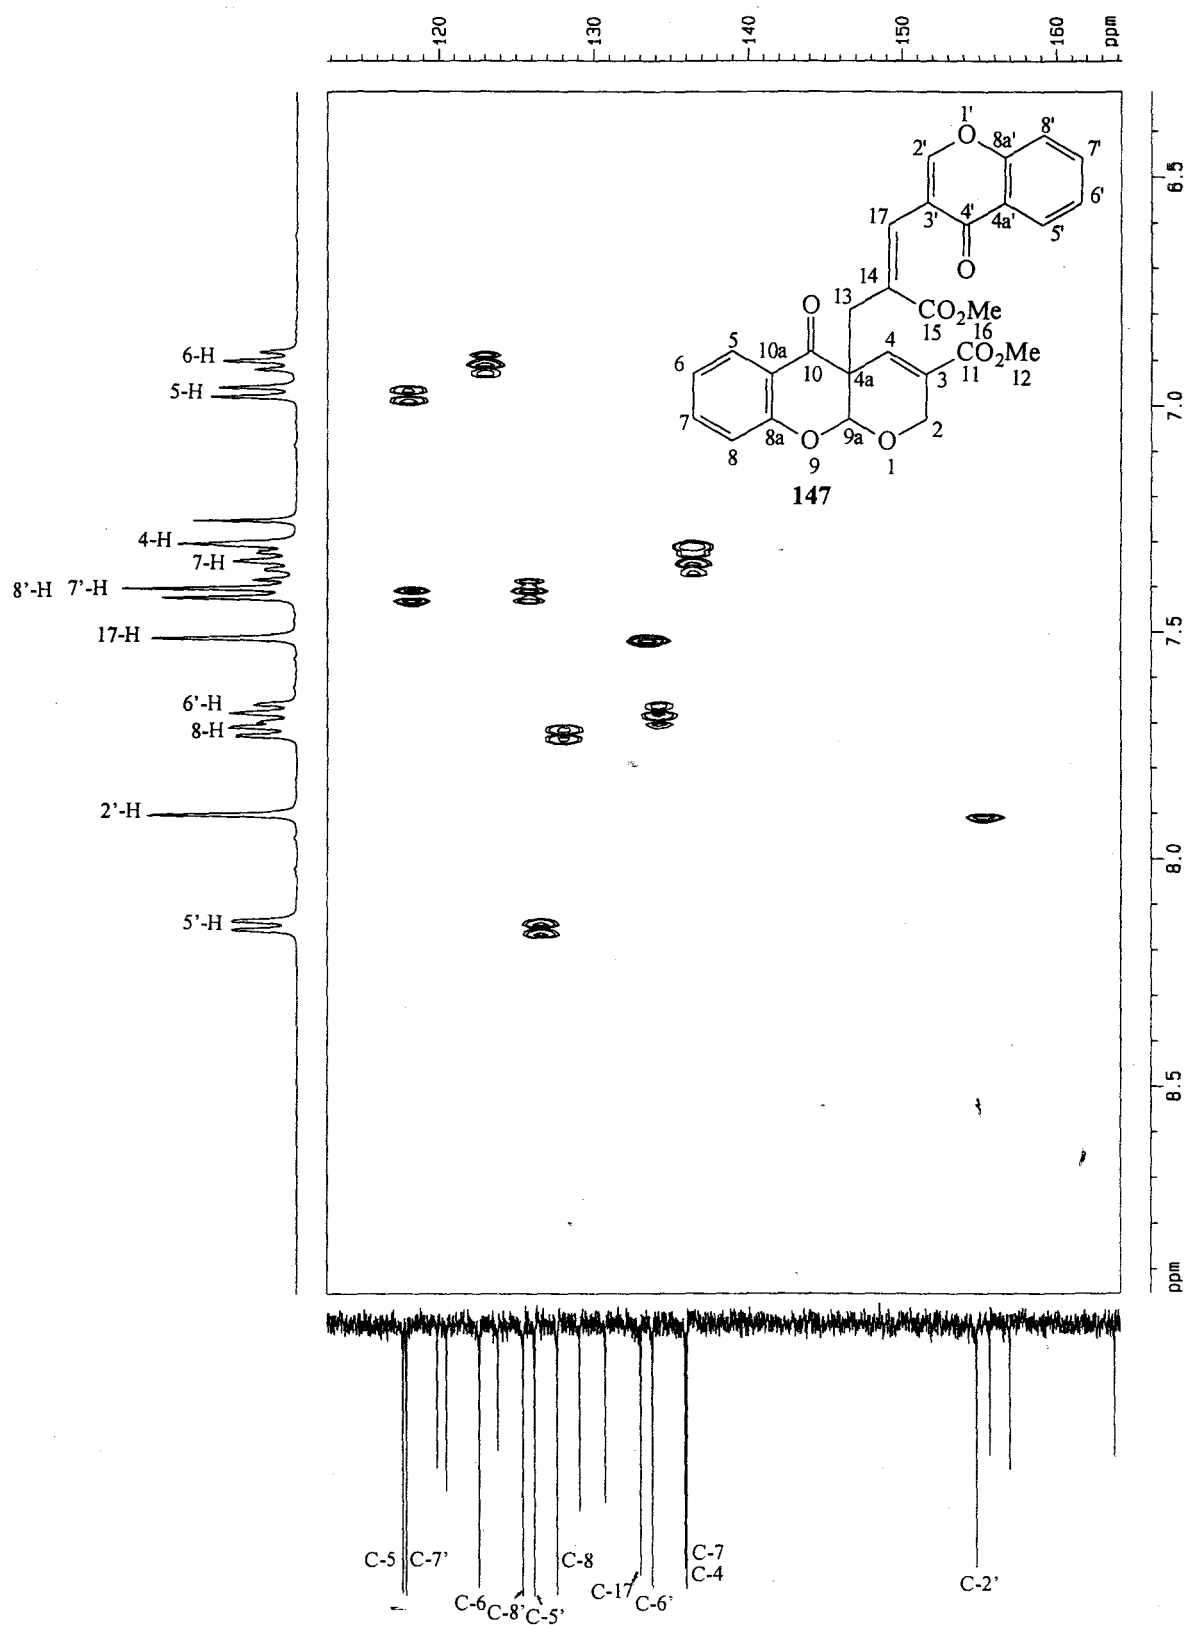 120 130 140 150 160 ppm
1'
O
8a'
8'
2'
7'
6.5
17
3'
4'
4a'
6'
5'
O
14
13
O
CO₂Me
15
16
5
10a
4
CO₂Me
6-H
6
10
4a
3
11
12
5-H
7.0
7
8a
O
9a
O
2
8
9
1
147
4-H
7-H
8'-H 7'-H
17-H
7.5
6'-H
8-H
2'-H
8.0
5'-H
8.5
ppm
C-5 C-7' C-8 C-7
C-4
C-17 C-6' C-2'
C-6 C-8' C-5'